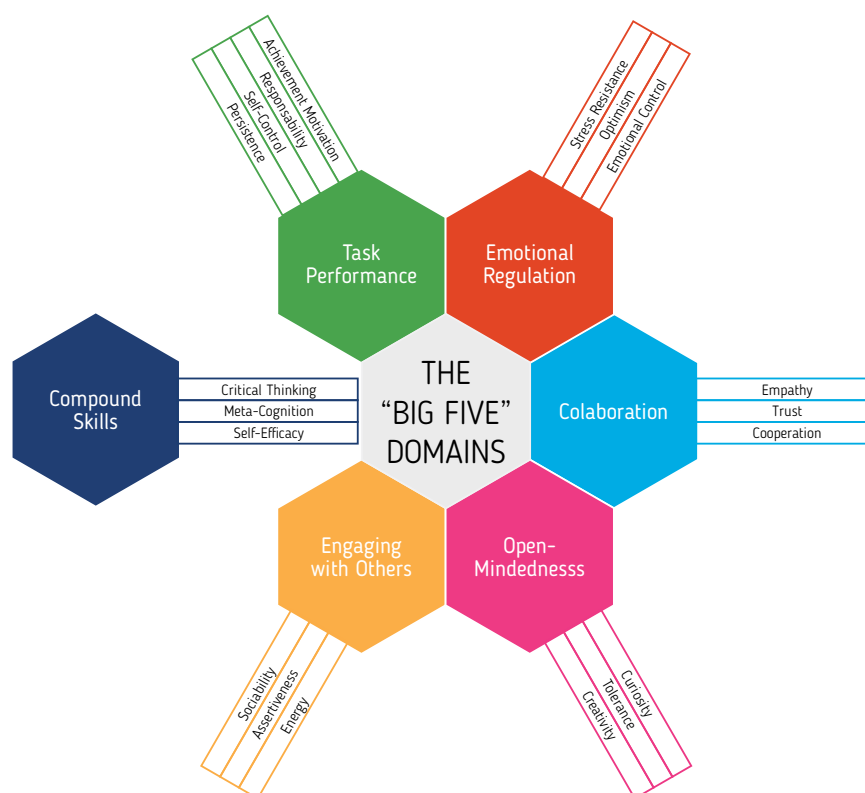 Achievement Motivation
Responsability
Self-Control
Persistence
Stress Resistance
Optimism
Emotional Control
Task
Performance
Emotional
Regulation
Compound
Skills
Critical Thinking
Meta-Cognition
Self-Efficacy
THE
“BIG FIVE”
DOMAINS
Colaboration
Empathy
Trust
Cooperation
Engaging
with Others
Open-
Mindednesss
Sociability
Assertiveness
Energy
Curiosity
Tolerance
Creativity